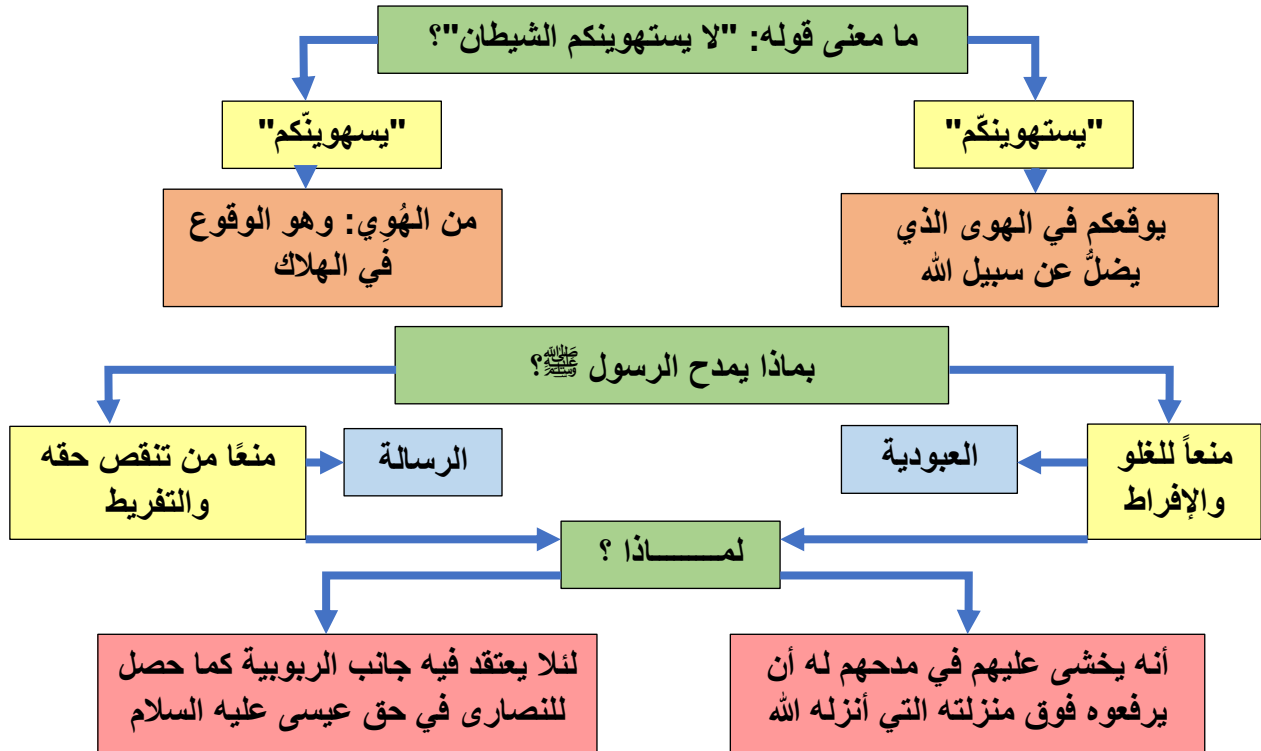 ما معنى قوله: "لا يستهوينكم الشيطان"؟
"يستهوينكّم"
"يسهوينّكم"
يوقعكم في الهوى الذي
يضلُّ عن سبيل الله
من الهُوِي: وهو الوقوع
في الهلاك
بماذا يمدح الرسول ﷺ؟
منعاً للغلو
والإفراط
العبودية
الرسالة
منعًا من تنقص حقه
والتفريط
لمـــــــاذا ؟
أنه يخشى عليهم في مدحهم له أن
يرفعوه فوق منزلته التي أنزله الله
لئلا يعتقد فيه جانب الربوبية كما حصل
للنصارى في حق عيسى عليه السلام